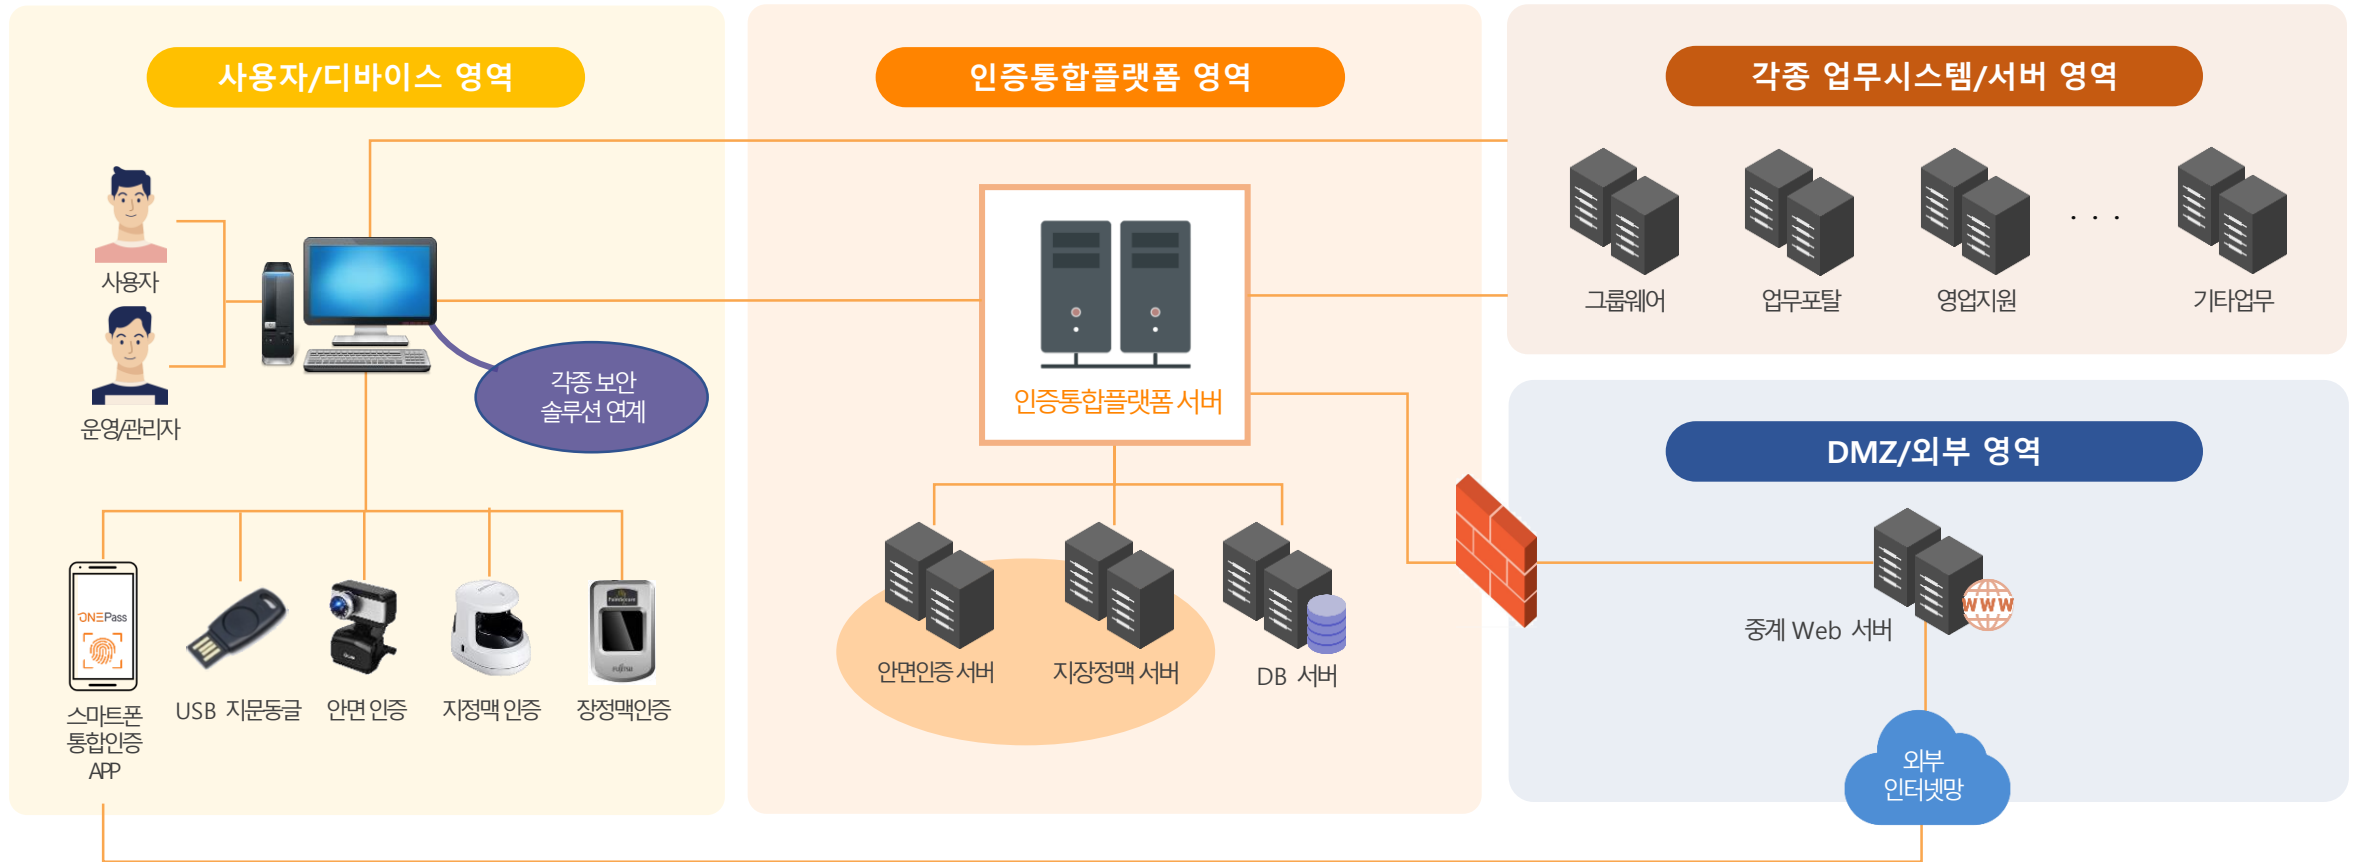 사용자/디바이스 영역
인증통합플랫폼 영역
각종 업무시스템/서버 영역
사용자
운영/관리자
각종 보안
솔루션 연계
인증통합플랫폼 서버
그룹웨어
업무포탈
영업지원
. . .
기타업무
DMZ/외부 영역
ONEPass
FUJITSU
스마트폰
통합인증
APP
USB 지문동글
안면 인증
지정맥 인증
장정맥인증
안면인증 서버
지장정맥 서버
DB 서버
중계 Web 서버
WWW
외부
인터넷망